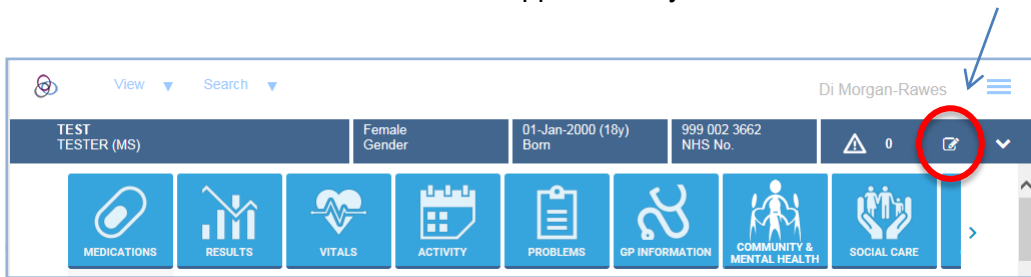 View ▼ Search ▼ Di Morgan-Rawes
TEST
TESTER (MS)
Female
Gender
01-Jan-2000 (18y)
Born
999 002 3662
NHS No.
0
MEDICATIONS
RESULTS
VITALS
ACTIVITY
PROBLEMS
GP INFORMATION
COMMUNITY &
MENTAL HEALTH
SOCIAL CARE